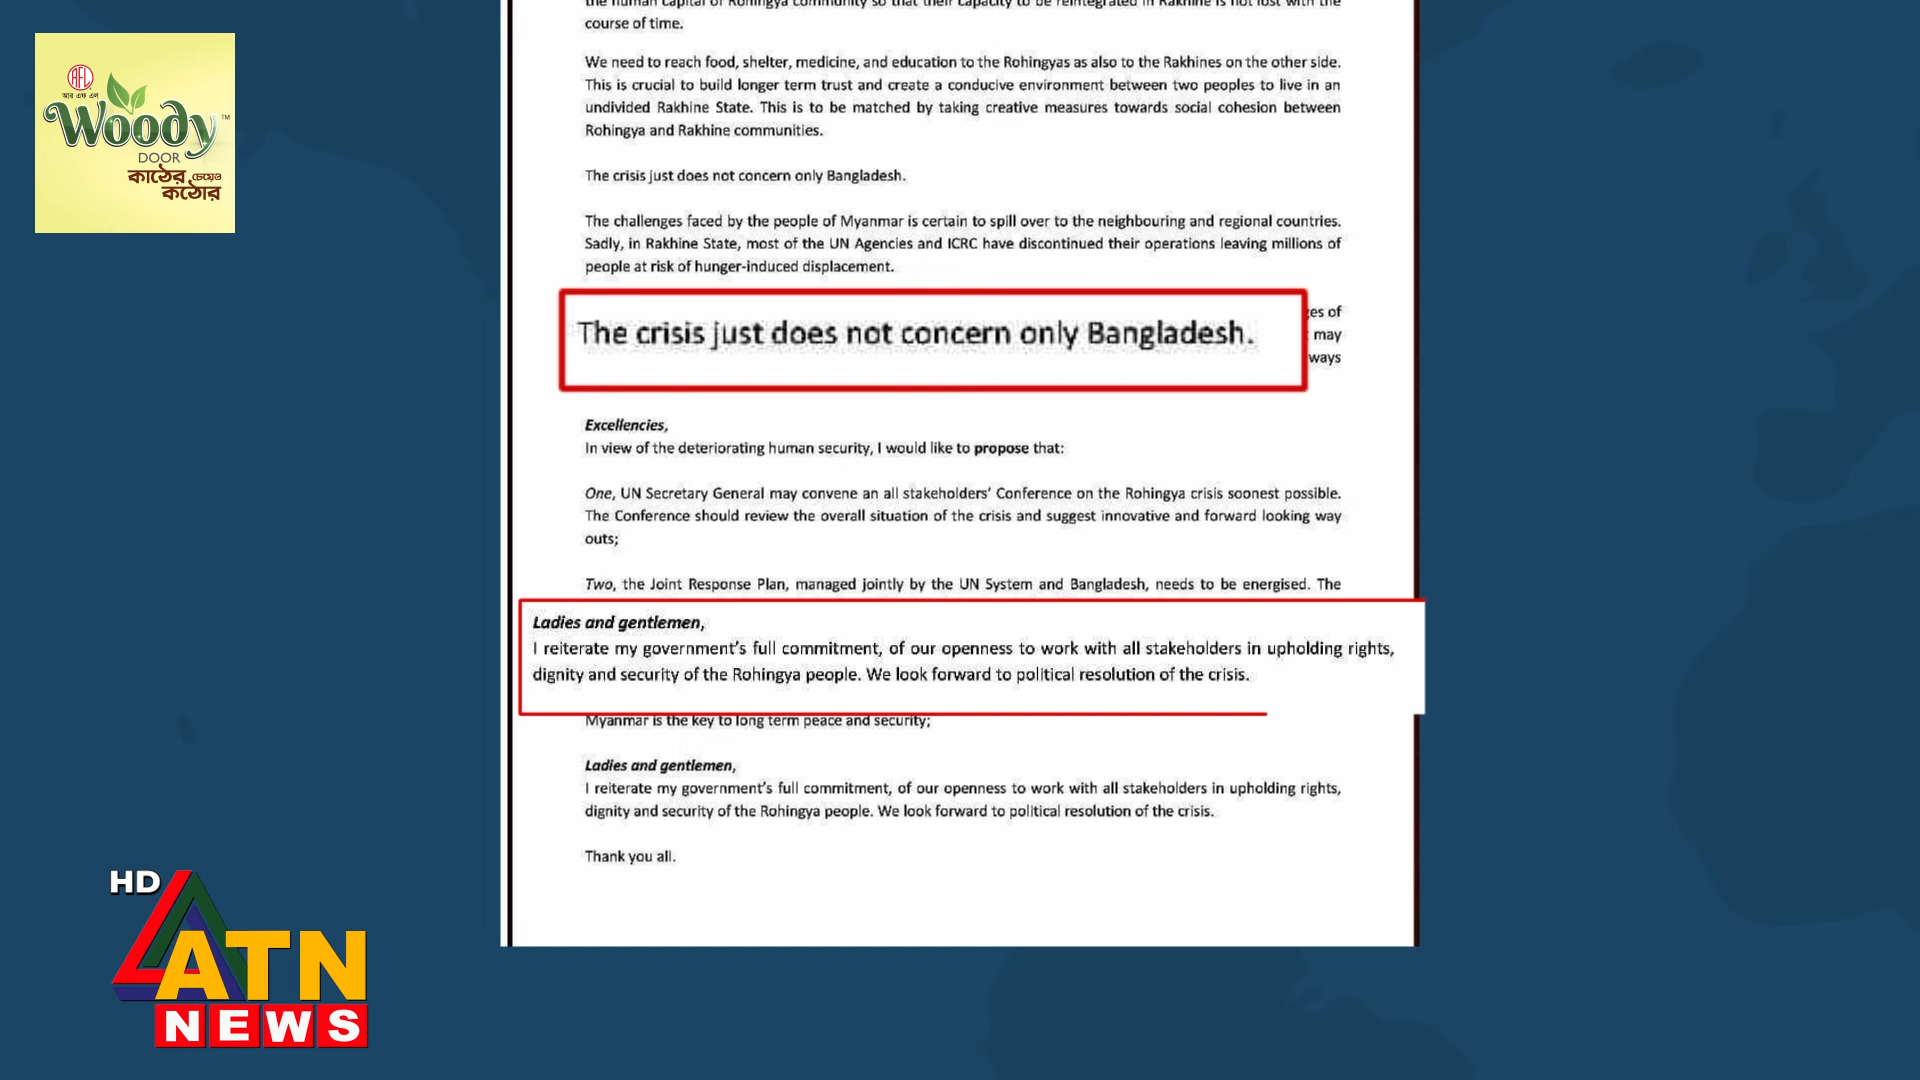 the human capital of Rohingya community so that their capacity to be reintegrated in Rakhine is not lost with the
course of time.
We need to reach food, shelter, medicine, and education to the Rohingyas as also to the Rakhines on the other side.
This is crucial to build longer term trust and create a conducive environment between two peoples to live in an
undivided Rakhine State. This is to be matched by taking creative measures towards social cohesion between
Rohingya and Rakhine communities.
The crisis just does not concern only Bangladesh.
The challenges faced by the people of Myanmar is certain to spill over to the neighbouring and regional countries.
Sadly, in Rakhine State, most of the UN Agencies and ICRC have discontinued their operations leaving millions of
people at risk of hunger-induced displacement.
The crisis just does not concern only Bangladesh.
of
may
ways
Excellencies,
In view of the deteriorating human security, I would like to propose that:
One, UN Secretary General may convene an all stakeholders' Conference on the Rohingya crisis soonest possible.
The Conference should review the overall situation of the crisis and suggest innovative and forward looking way
outs;
Two, the Joint Response Plan, managed jointly by the UN System and Bangladesh, needs to be energised. The
Ladies and gentlemen,
I reiterate my government's full commitment, of our openness to work with all stakeholders in upholding rights,
dignity and security of the Rohingya people. We look forward to political resolution of the crisis.
Myanmar is the key to long term peace and security;
Ladies and gentlemen,
I reiterate my government's full commitment, of our openness to work with all stakeholders in upholding rights,
dignity and security of the Rohingya people. We look forward to political resolution of the crisis.
Thank you all.
RFL
আর এফ এল
Woody™
DOOR
কাঠের চেয়েও
কঠোর
HD
ATN
NEWS